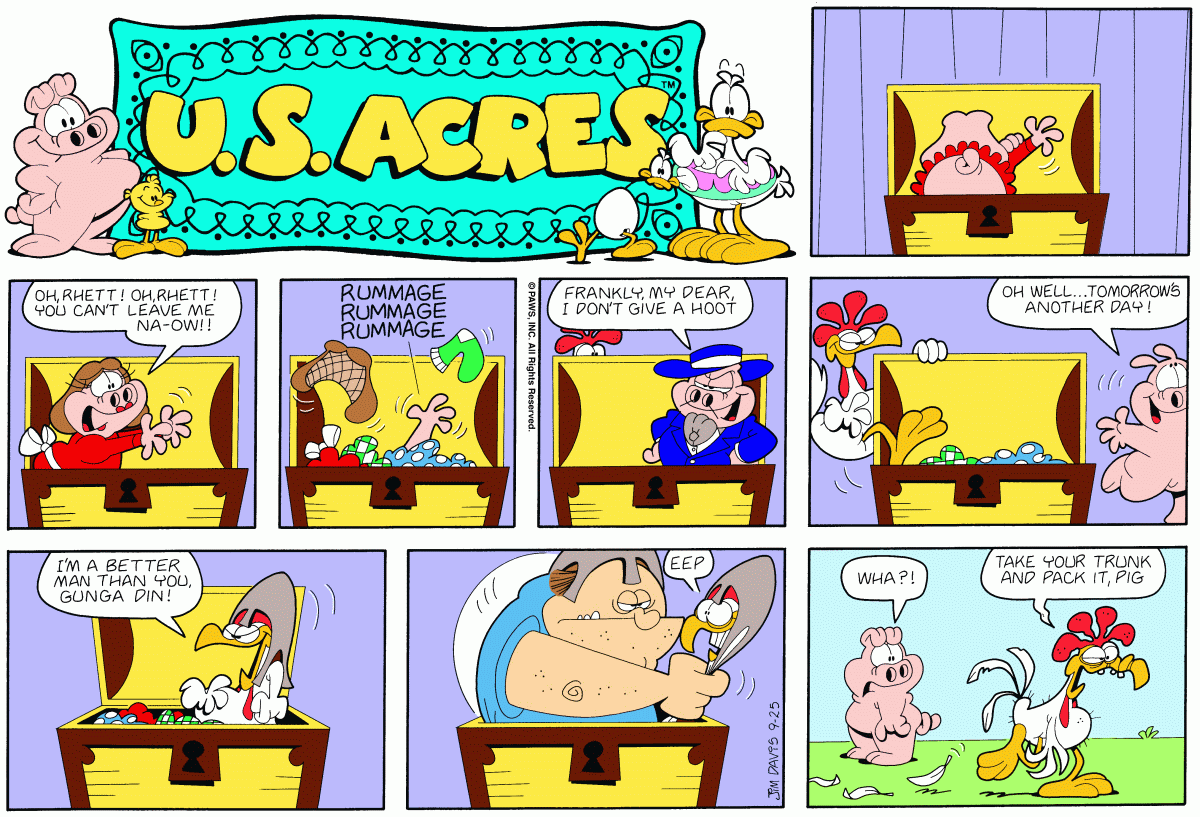 U.S. ACRES™
OH, RHETT! OH, RHETT!
YOU CAN'T LEAVE ME
NA-OW!!
RUMMAGE
RUMMAGE
RUMMAGE
© PAWS, INC. All Rights Reserved.
FRANKLY, MY DEAR,
I DON'T GIVE A HOOT
OH WELL...TOMORROW'S
ANOTHER DAY!
I'M A BETTER
MAN THAN YOU,
GUNGA DIN!
EEP
JIM DAVIS 9-25
WHA?!
TAKE YOUR TRUNK
AND PACK IT, PIG